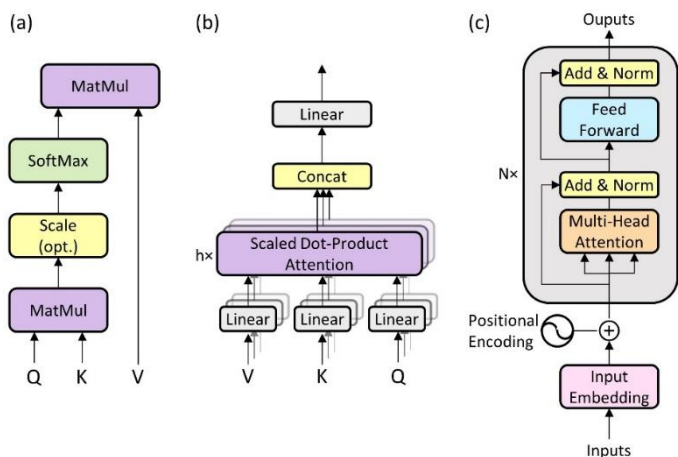 (a)
MatMul
SoftMax
Scale
(opt.)
MatMul
Q K V
(b)
Linear
Concat
h×
Scaled Dot-Product
Attention
Linear Linear Linear
V K Q
(c)
Ouputs
Add & Norm
Feed
Forward
N×
Add & Norm
Multi-Head
Attention
Positional
Encoding
Input
Embedding
Inputs